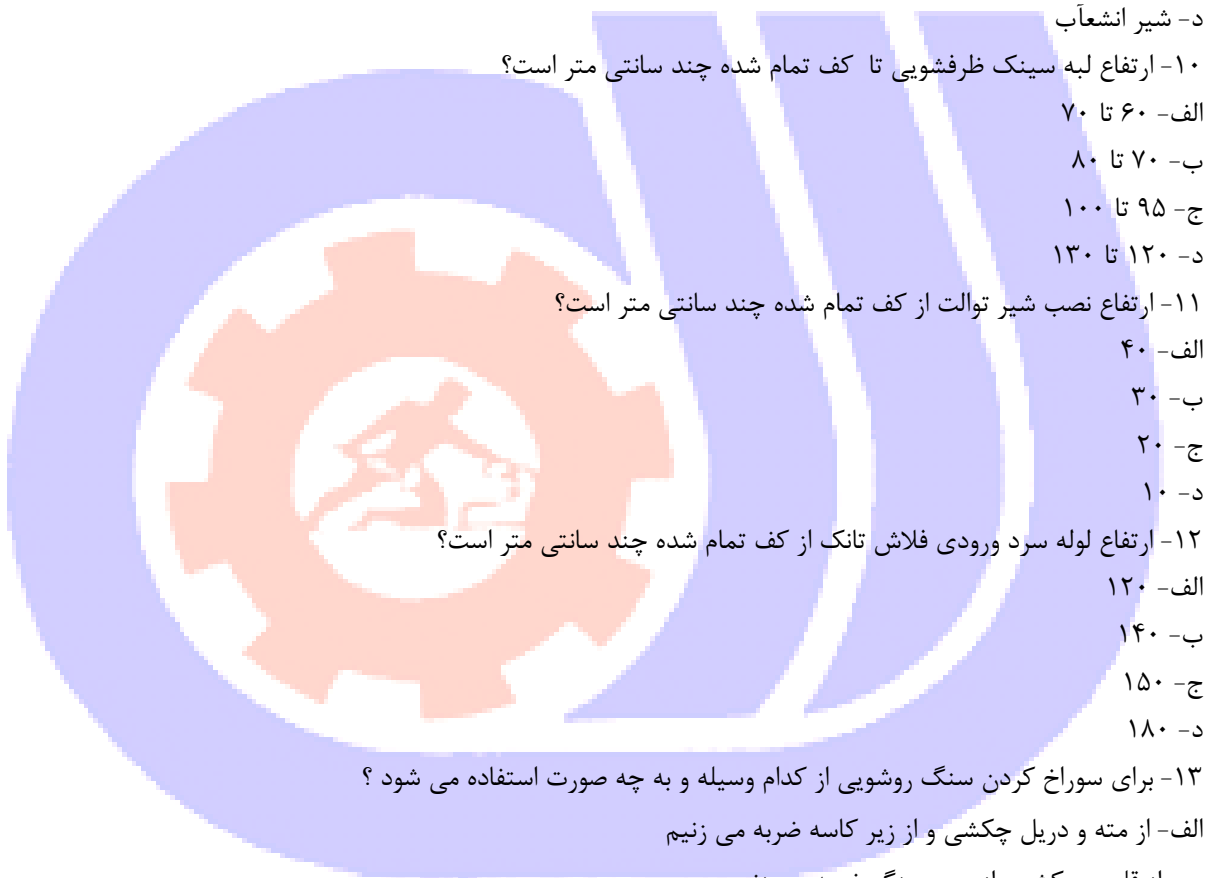 د- شیر انشعآب
۱۰- ارتفاع لبه سینک ظرفشویی تا کف تمام شده چند سانتی متر است؟
الف- ۶۰ تا ۷۰
ب- ۷۰ تا ۸۰
ج- ۹۵ تا ۱۰۰
د- ۱۲۰ تا ۱۳۰
۱۱- ارتفاع نصب شیر توالت از کف تمام شده چند سانتی متر است؟
الف- ۴۰
ب- ۳۰
ج- ۲۰
د- ۱۰
۱۲- ارتفاع لوله سرد ورودی فلاش تانک از کف تمام شده چند سانتی متر است؟
الف- ۱۲۰
ب- ۱۴۰
ج- ۱۵۰
د- ۱۸۰
۱۳- برای سوراخ کردن سنگ روشویی از کدام وسیله و به چه صورت استفاده می شود ؟
الف- از مته و دریل چکشی و از زیر کاسه ضربه می زنیم